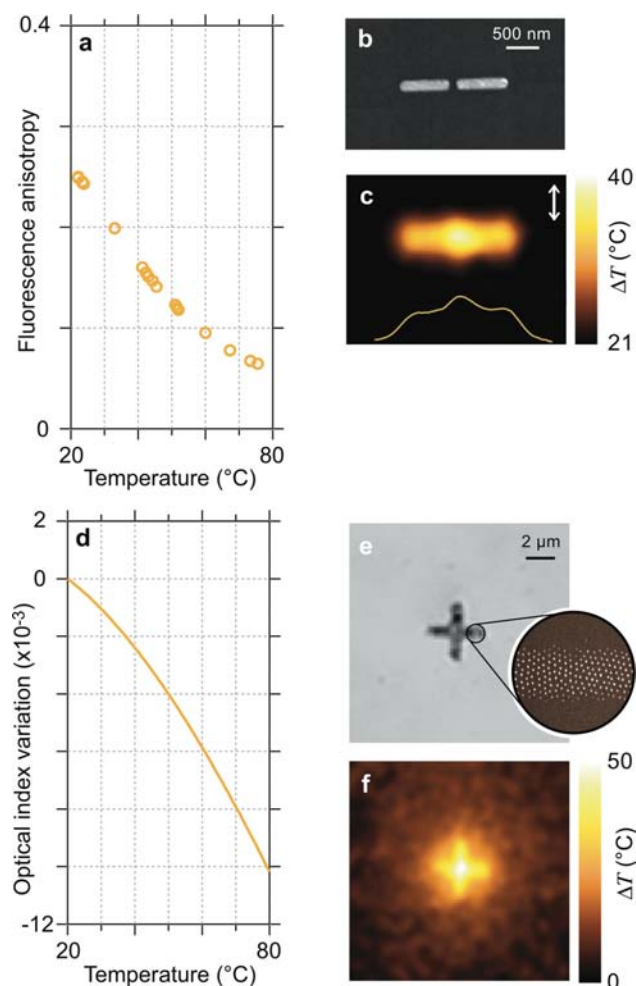 0.4
a
Fluorescence anisotropy
0
20
80
Temperature (°C)
b
500 nm
c
40
ΔT (°C)
21
2
d
0
Optical index variation (x10⁻³)
-12
20
80
Temperature (°C)
e
2 µm
f
50
ΔT (°C)
0